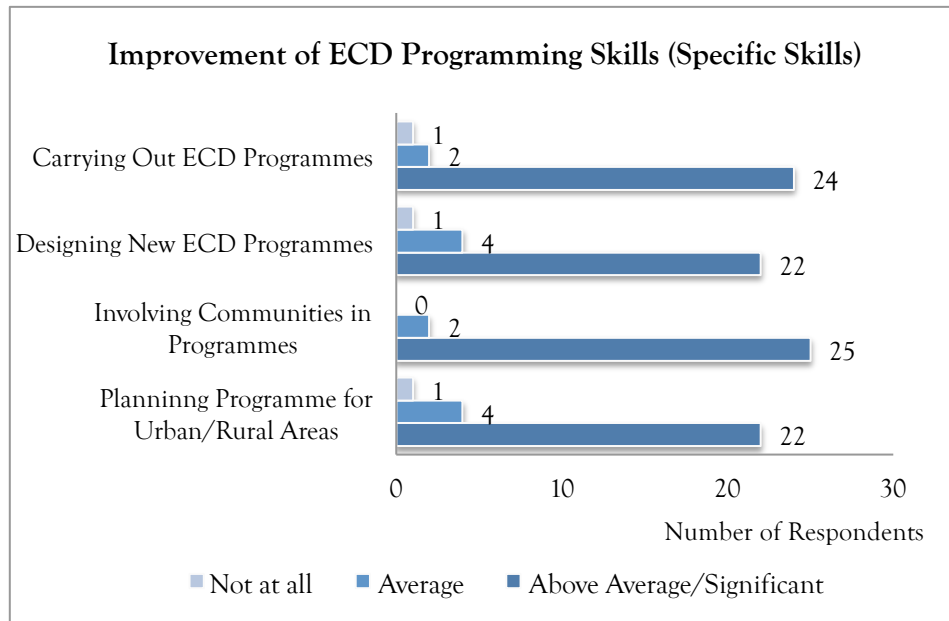 Improvement of ECD Programming Skills (Specific Skills)
1
Carrying Out ECD Programmes
2
24
1
Designing New ECD Programmes
4
22
0
Involving Communities in
Programmes
2
25
1
Planninng Programme for
Urban/Rural Areas
4
22
0 10 20 30
Number of Respondents
Not at all Average Above Average/Significant